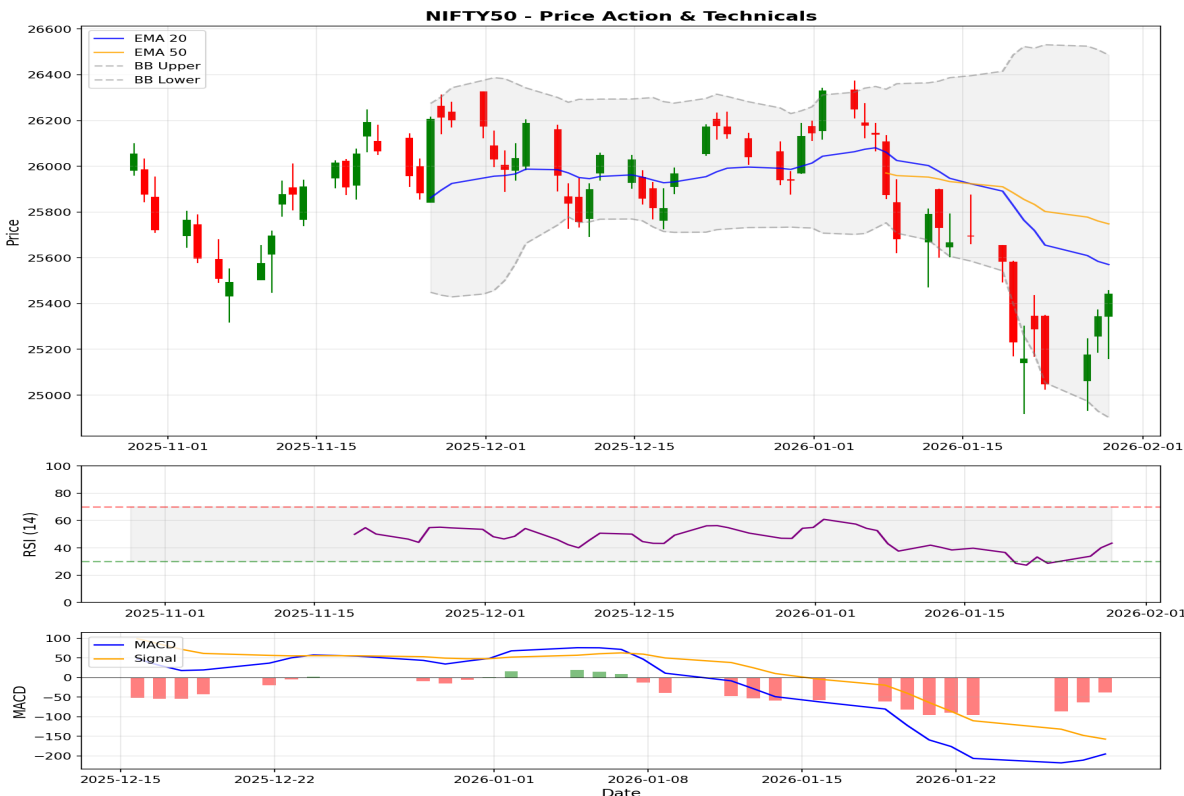 NIFTY50 - Price Action & Technicals
26600
26400
26200
26000
25800
25600
25400
25200
25000
Price
EMA 20
EMA 50
BB Upper
BB Lower
2025-11-01 2025-11-15 2025-12-01 2025-12-15 2026-01-01 2026-01-15 2026-02-01
100
80
60
40
20
0
RSI (14)
2025-11-01 2025-11-15 2025-12-01 2025-12-15 2026-01-01 2026-01-15 2026-02-01
100
50
0
−50
−100
−150
−200
MACD
MACD
Signal
2025-12-15 2025-12-22 2026-01-01 2026-01-08 2026-01-15 2026-01-22
Date